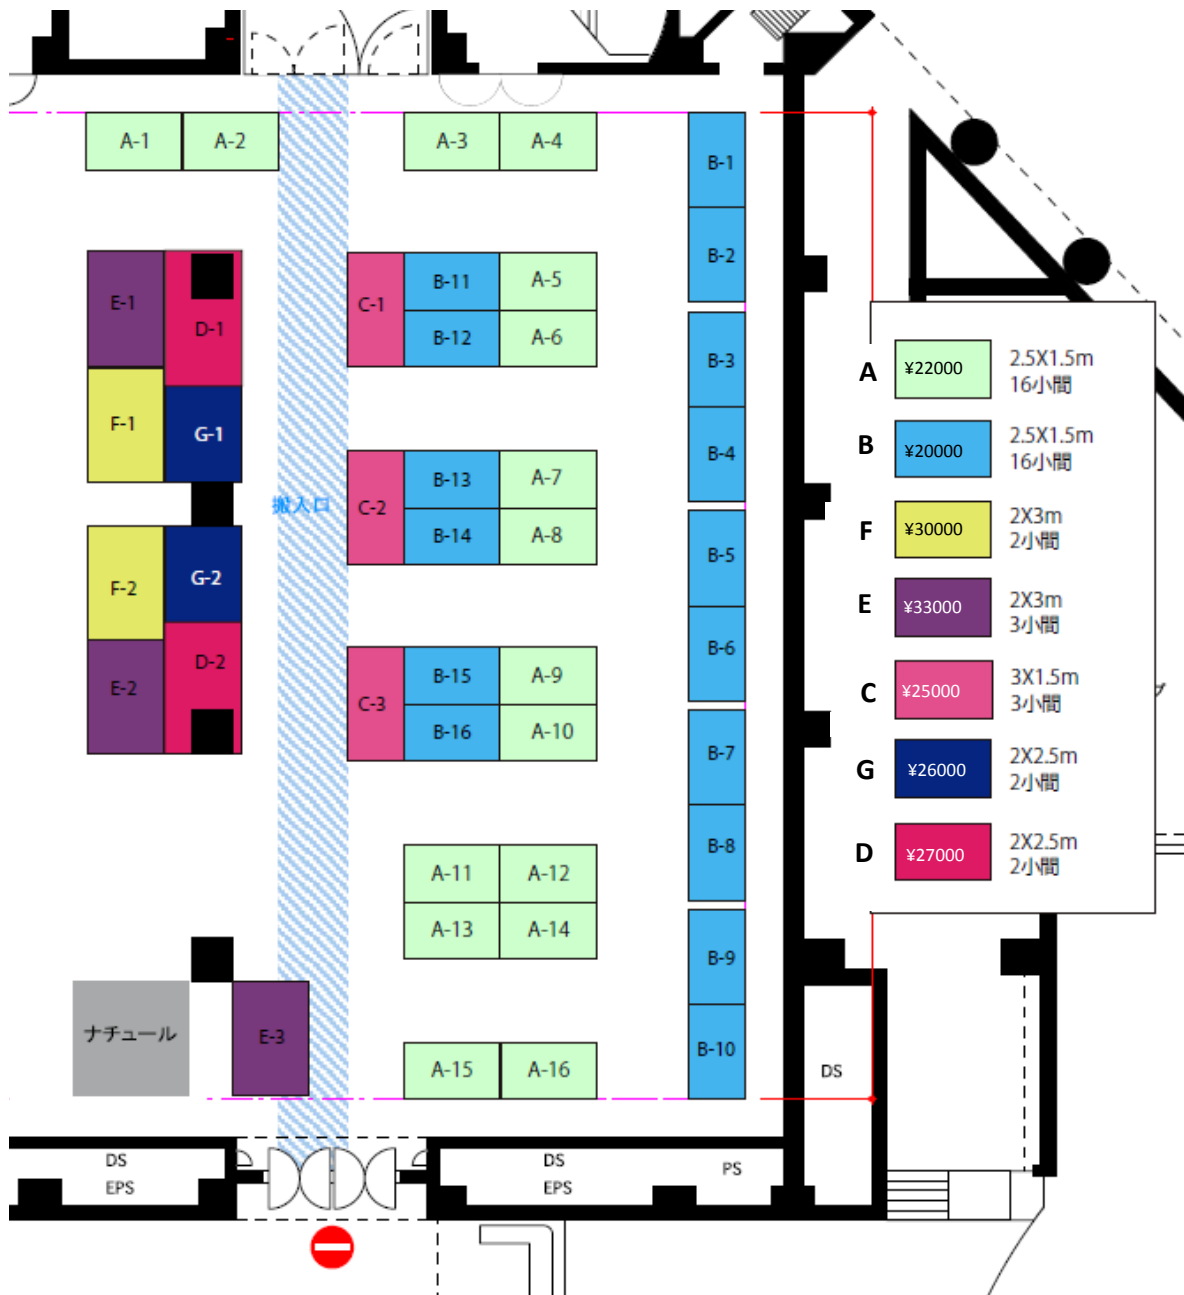 A-1
A-2
A-3
A-4
B-1
B-2
B-3
B-4
B-5
B-6
B-7
B-8
B-9
B-10
E-1
D-1
F-1
G-1
F-2
G-2
E-2
D-2
搬入口
C-1
B-11
A-5
B-12
A-6
C-2
B-13
A-7
B-14
A-8
C-3
B-15
A-9
B-16
A-10
A-11
A-12
A-13
A-14
ナチュール
E-3
A-15
A-16
A
¥22000
2.5X1.5m
16小間
B
¥20000
2.5X1.5m
16小間
F
¥30000
2X3m
2小間
E
¥33000
2X3m
3小間
C
¥25000
3X1.5m
3小間
G
¥26000
2X2.5m
2小間
D
¥27000
2X2.5m
2小間
DS
DS
EPS
DS
EPS
PS